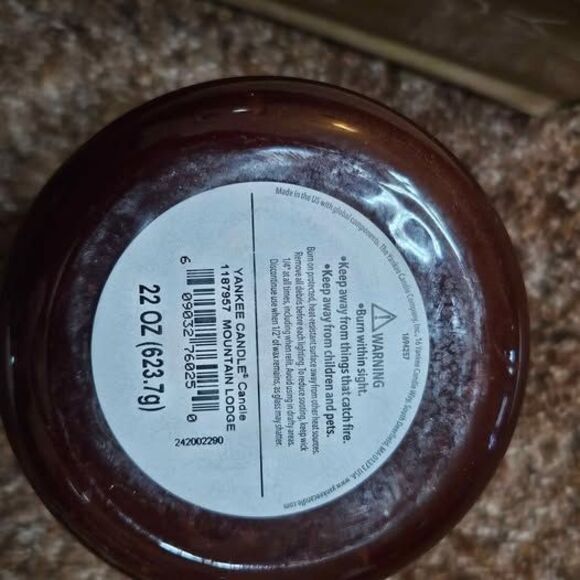 Made in the US with global components. The Yankee Candle Company, Inc., 16 Yankee Candle Way, South Deerfield, MA 01373 USA. www.yankeecandle.com
1694257
⚠WARNING
•Burn within sight.
•Keep away from things that catch fire.
•Keep away from children and pets.
Burn on protected, heat-resistant surface away from other heat sources.
Remove all debris before each lighting. To reduce sooting, keep wick
1/4" at all times, including when relit. Avoid using in drafty areas.
Discontinue use when 1/2" of wax remains, as glass may shatter.
YANKEE CANDLE® Candle
1187957 MOUNTAIN LODGE
6 09032 76025 0
242002290
22 OZ (623.7g)